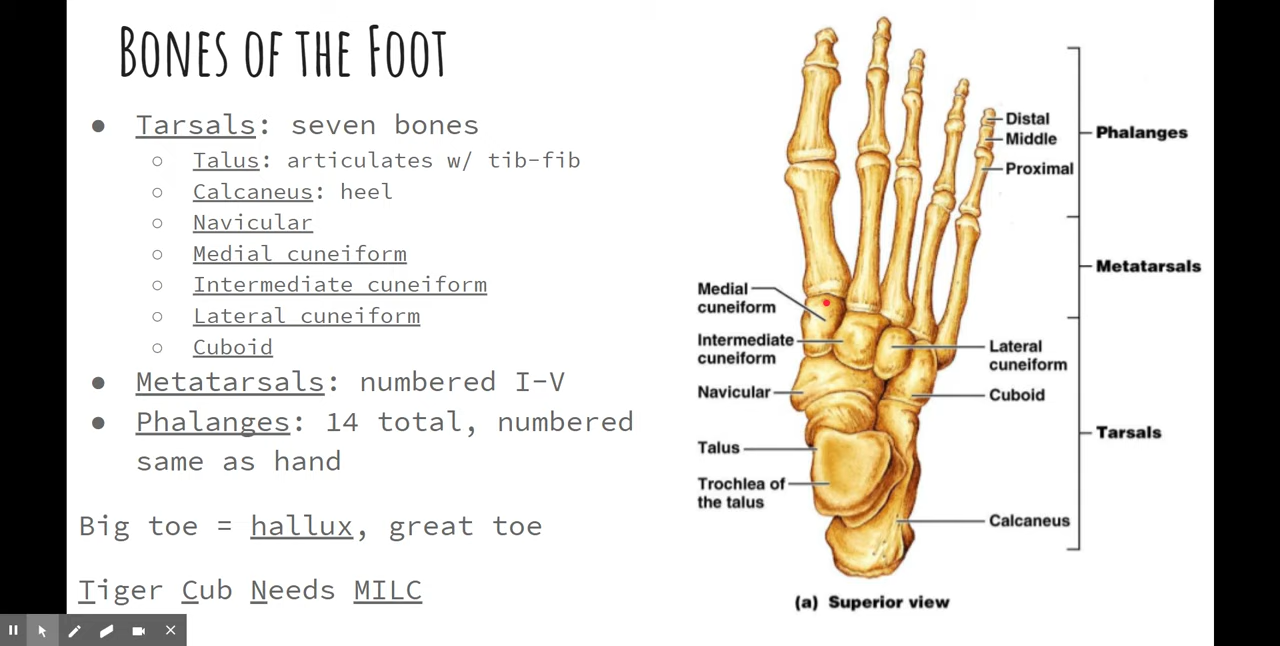 BONES OF THE FOOT
● Tarsals: seven bones
○ Talus: articulates w/ tib-fib
○ Calcaneus: heel
○ Navicular
○ Medial cuneiform
○ Intermediate cuneiform
○ Lateral cuneiform
○ Cuboid
● Metatarsals: numbered I-V
● Phalanges: 14 total, numbered
same as hand
Big toe = hallux, great toe
Tiger Cub Needs MILC
Distal
Middle
Proximal
Phalanges
Metatarsals
Medial
cuneiform
Intermediate
cuneiform
Navicular
Talus
Trochlea of
the talus
Lateral
cuneiform
Cuboid
Tarsals
Calcaneus
(a) Superior view